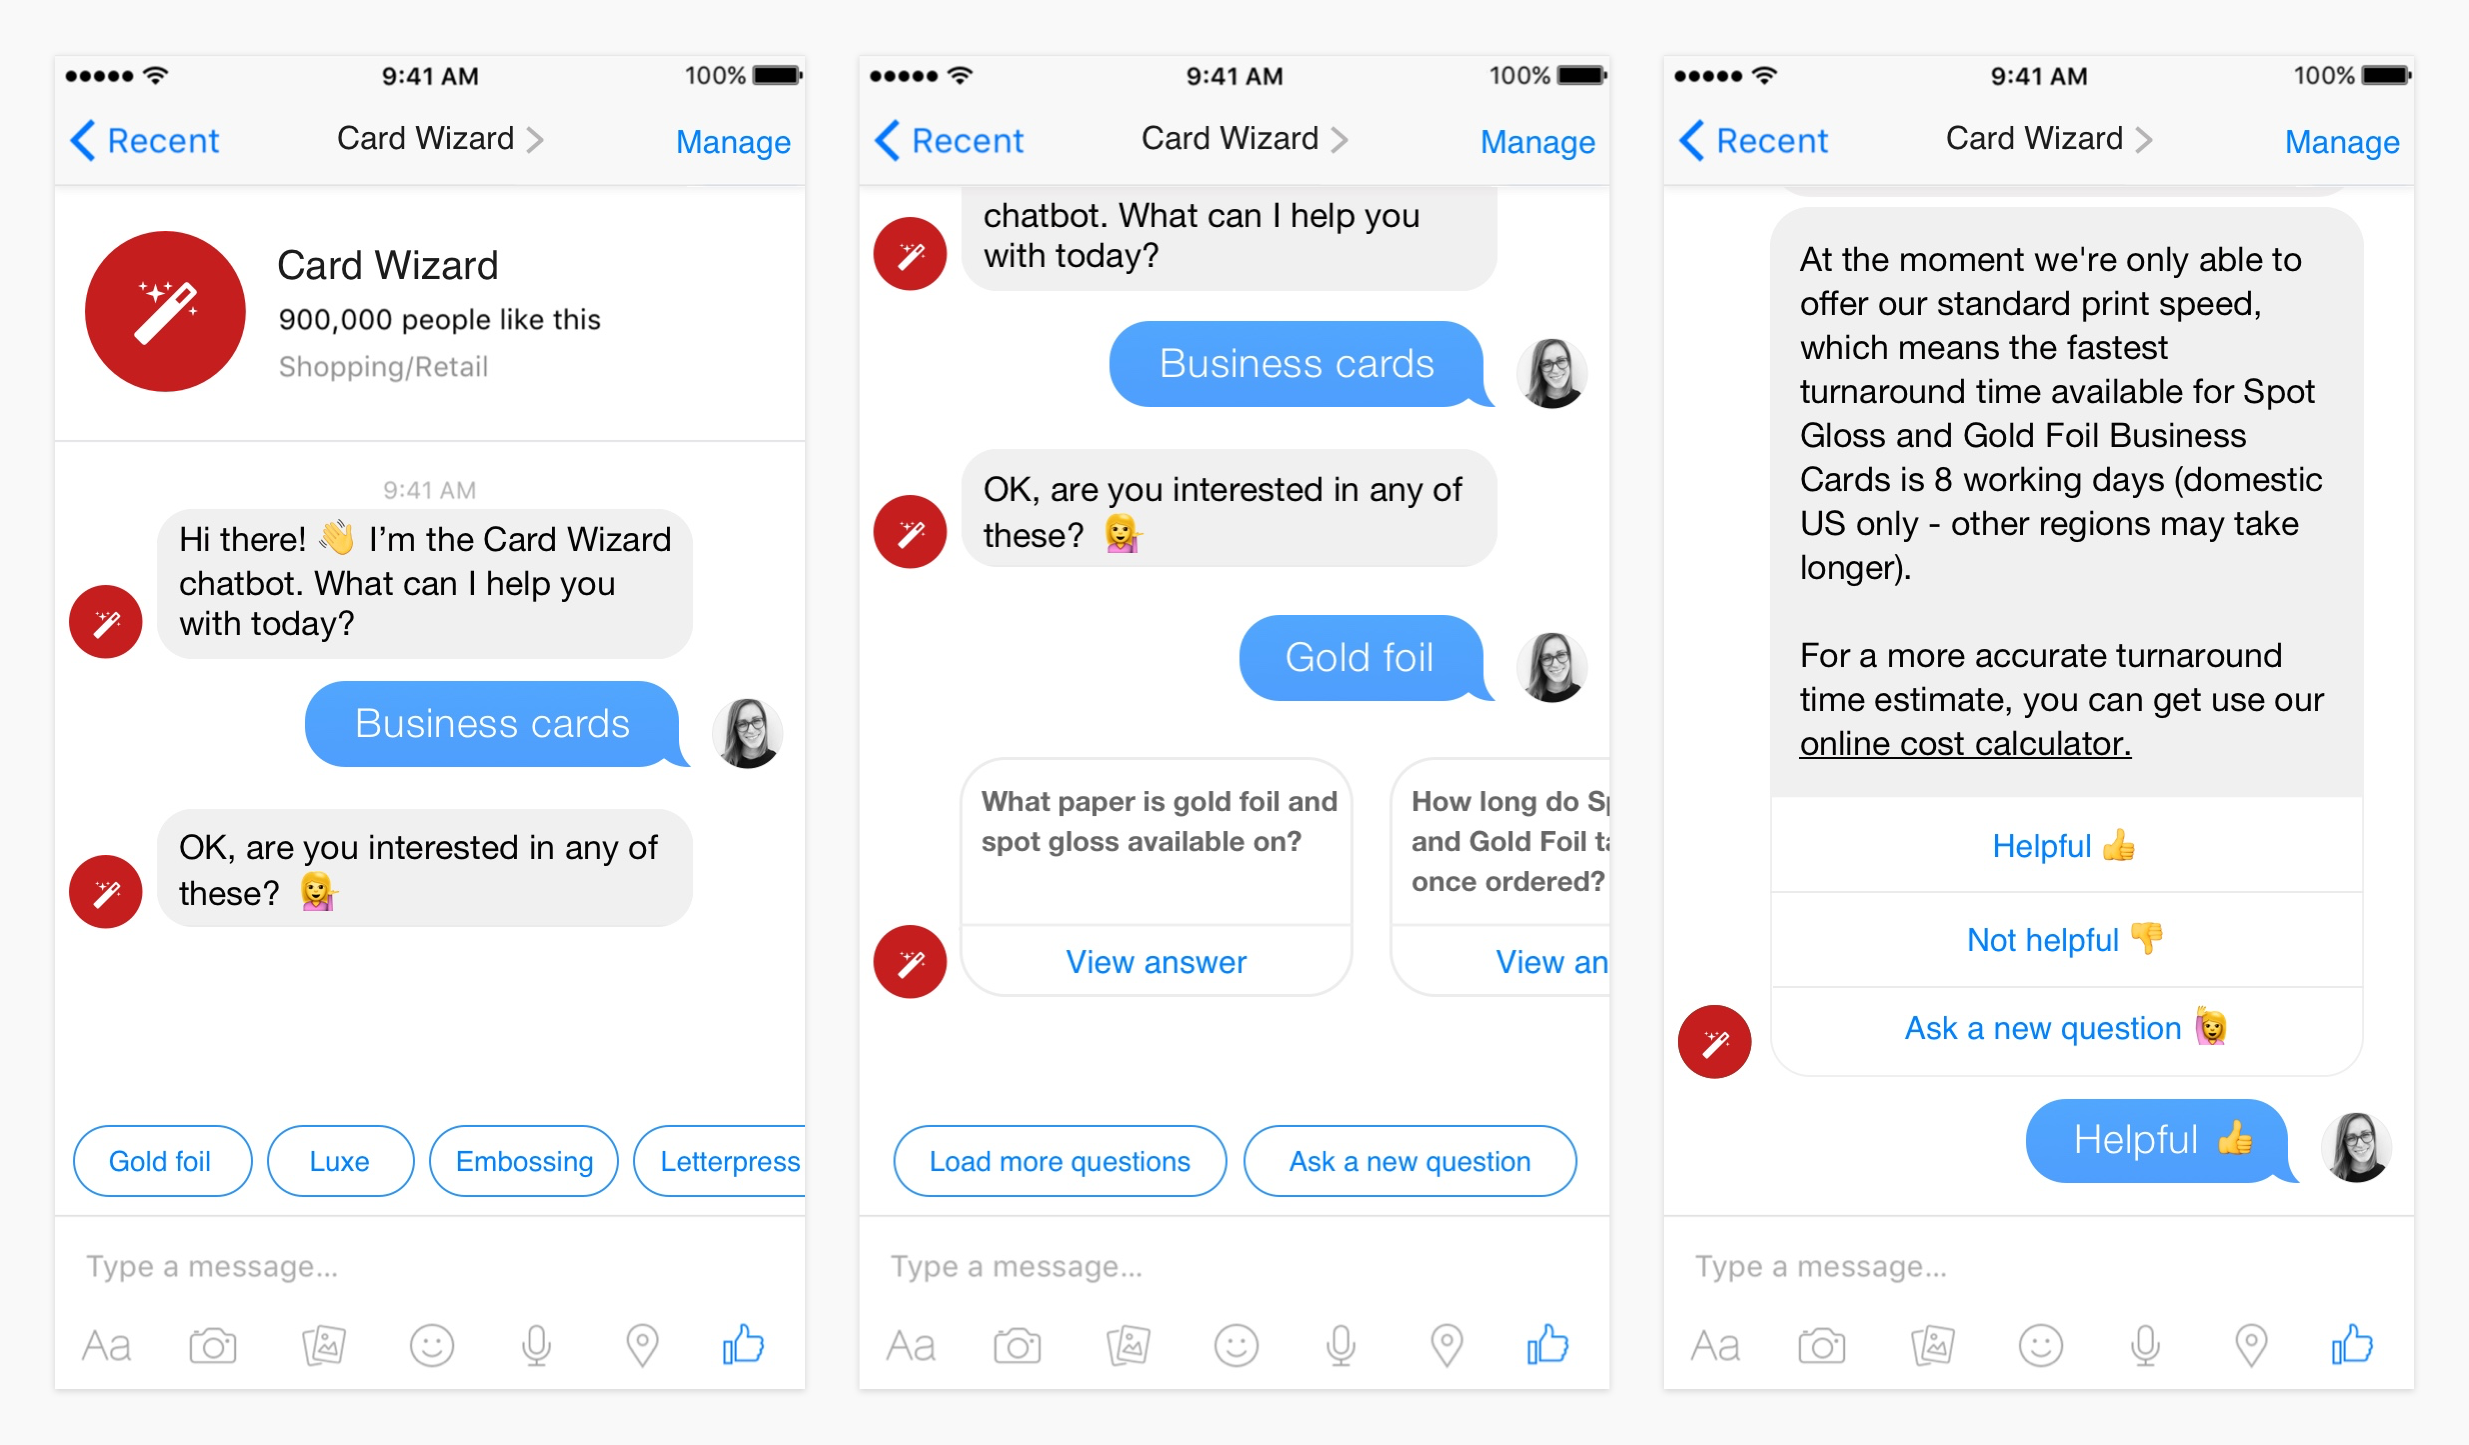 9:41 AM
100%
Recent
Card Wizard
Manage
Card Wizard
900,000 people like this
Shopping/Retail
9:41 AM
Hi there! 👋 I’m the Card Wizard
chatbot. What can I help you
with today?
Business cards
OK, are you interested in any of
these? 💁
Gold foil
Luxe
Embossing
Letterpress
Type a message...
Aa
9:41 AM
100%
Recent
Card Wizard
Manage
chatbot. What can I help you
with today?
Business cards
OK, are you interested in any of
these? 💁
Gold foil
What paper is gold foil and
spot gloss available on?
View answer
How long do
and Gold Foil
once ordered?
View
Load more questions
Ask a new question
Type a message...
Aa
9:41 AM
100%
Recent
Card Wizard
Manage
At the moment we're only able to
offer our standard print speed,
which means the fastest
turnaround time available for Spot
Gloss and Gold Foil Business
Cards is 8 working days (domestic
US only - other regions may take
longer).
For a more accurate turnaround
time estimate, you can get use our
online cost calculator.
Helpful 👍
Not helpful 👎
Ask a new question 🙋
Helpful 👍
Type a message...
Aa